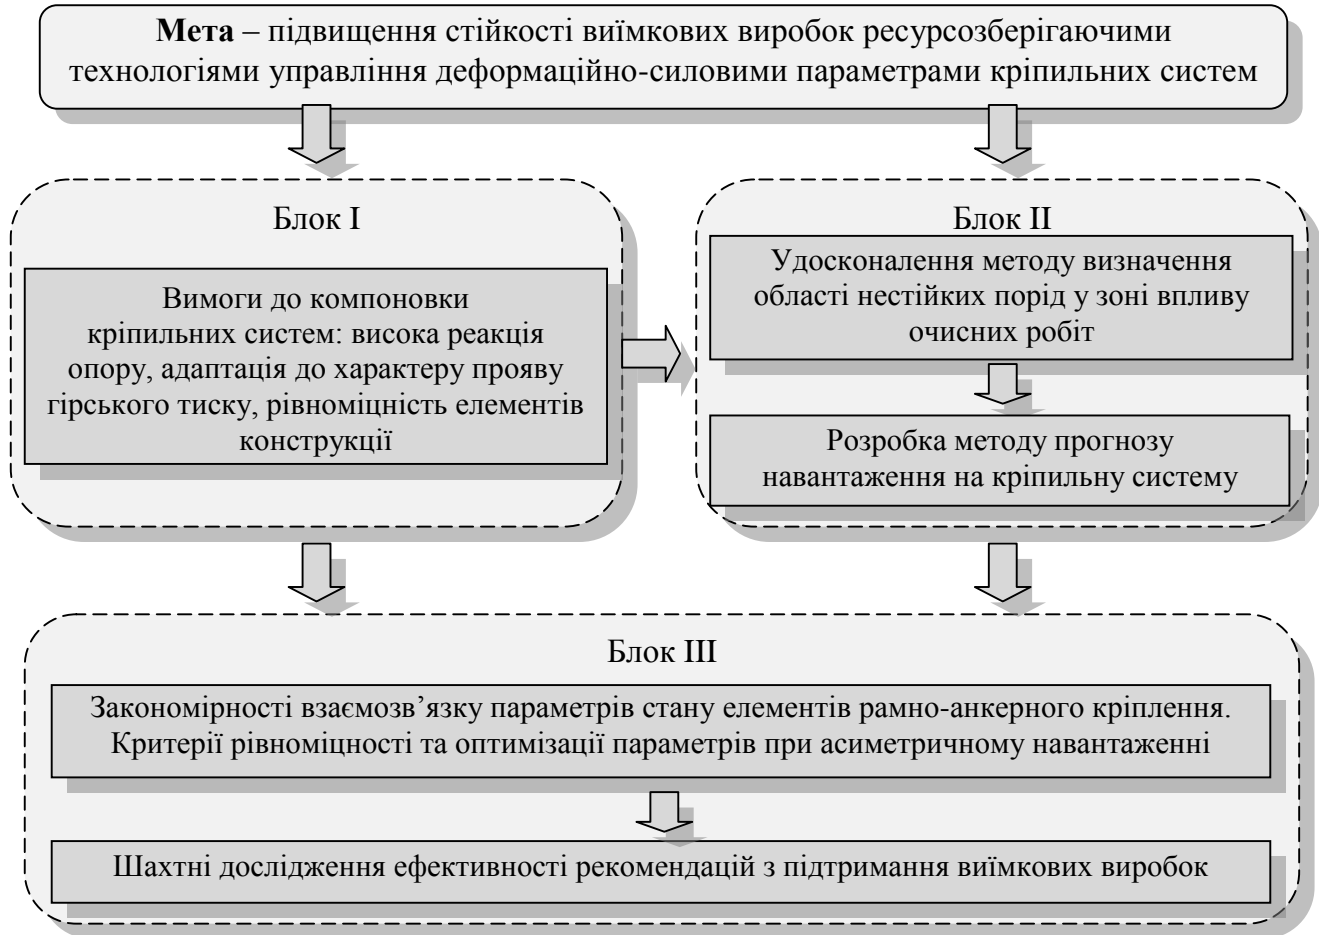 Мета – підвищення стійкості виїмкових виробок ресурсозберігаючими
технологіями управління деформаційно-силовими параметрами кріпильних систем
Блок I
Вимоги до компоновки
кріпильних систем: висока реакція
опору, адаптація до характеру прояву
гірського тиску, рівноміцність елементів
конструкції
Блок II
Удосконалення методу визначення
області нестійких порід у зоні впливу
очисних робіт
Розробка методу прогнозу
навантаження на кріпильну систему
Блок III
Закономірності взаємозв’язку параметрів стану елементів рамно-анкерного кріплення.
Критерії рівноміцності та оптимізації параметрів при асиметричному навантаженні
Шахтні дослідження ефективності рекомендацій з підтримання виїмкових виробок